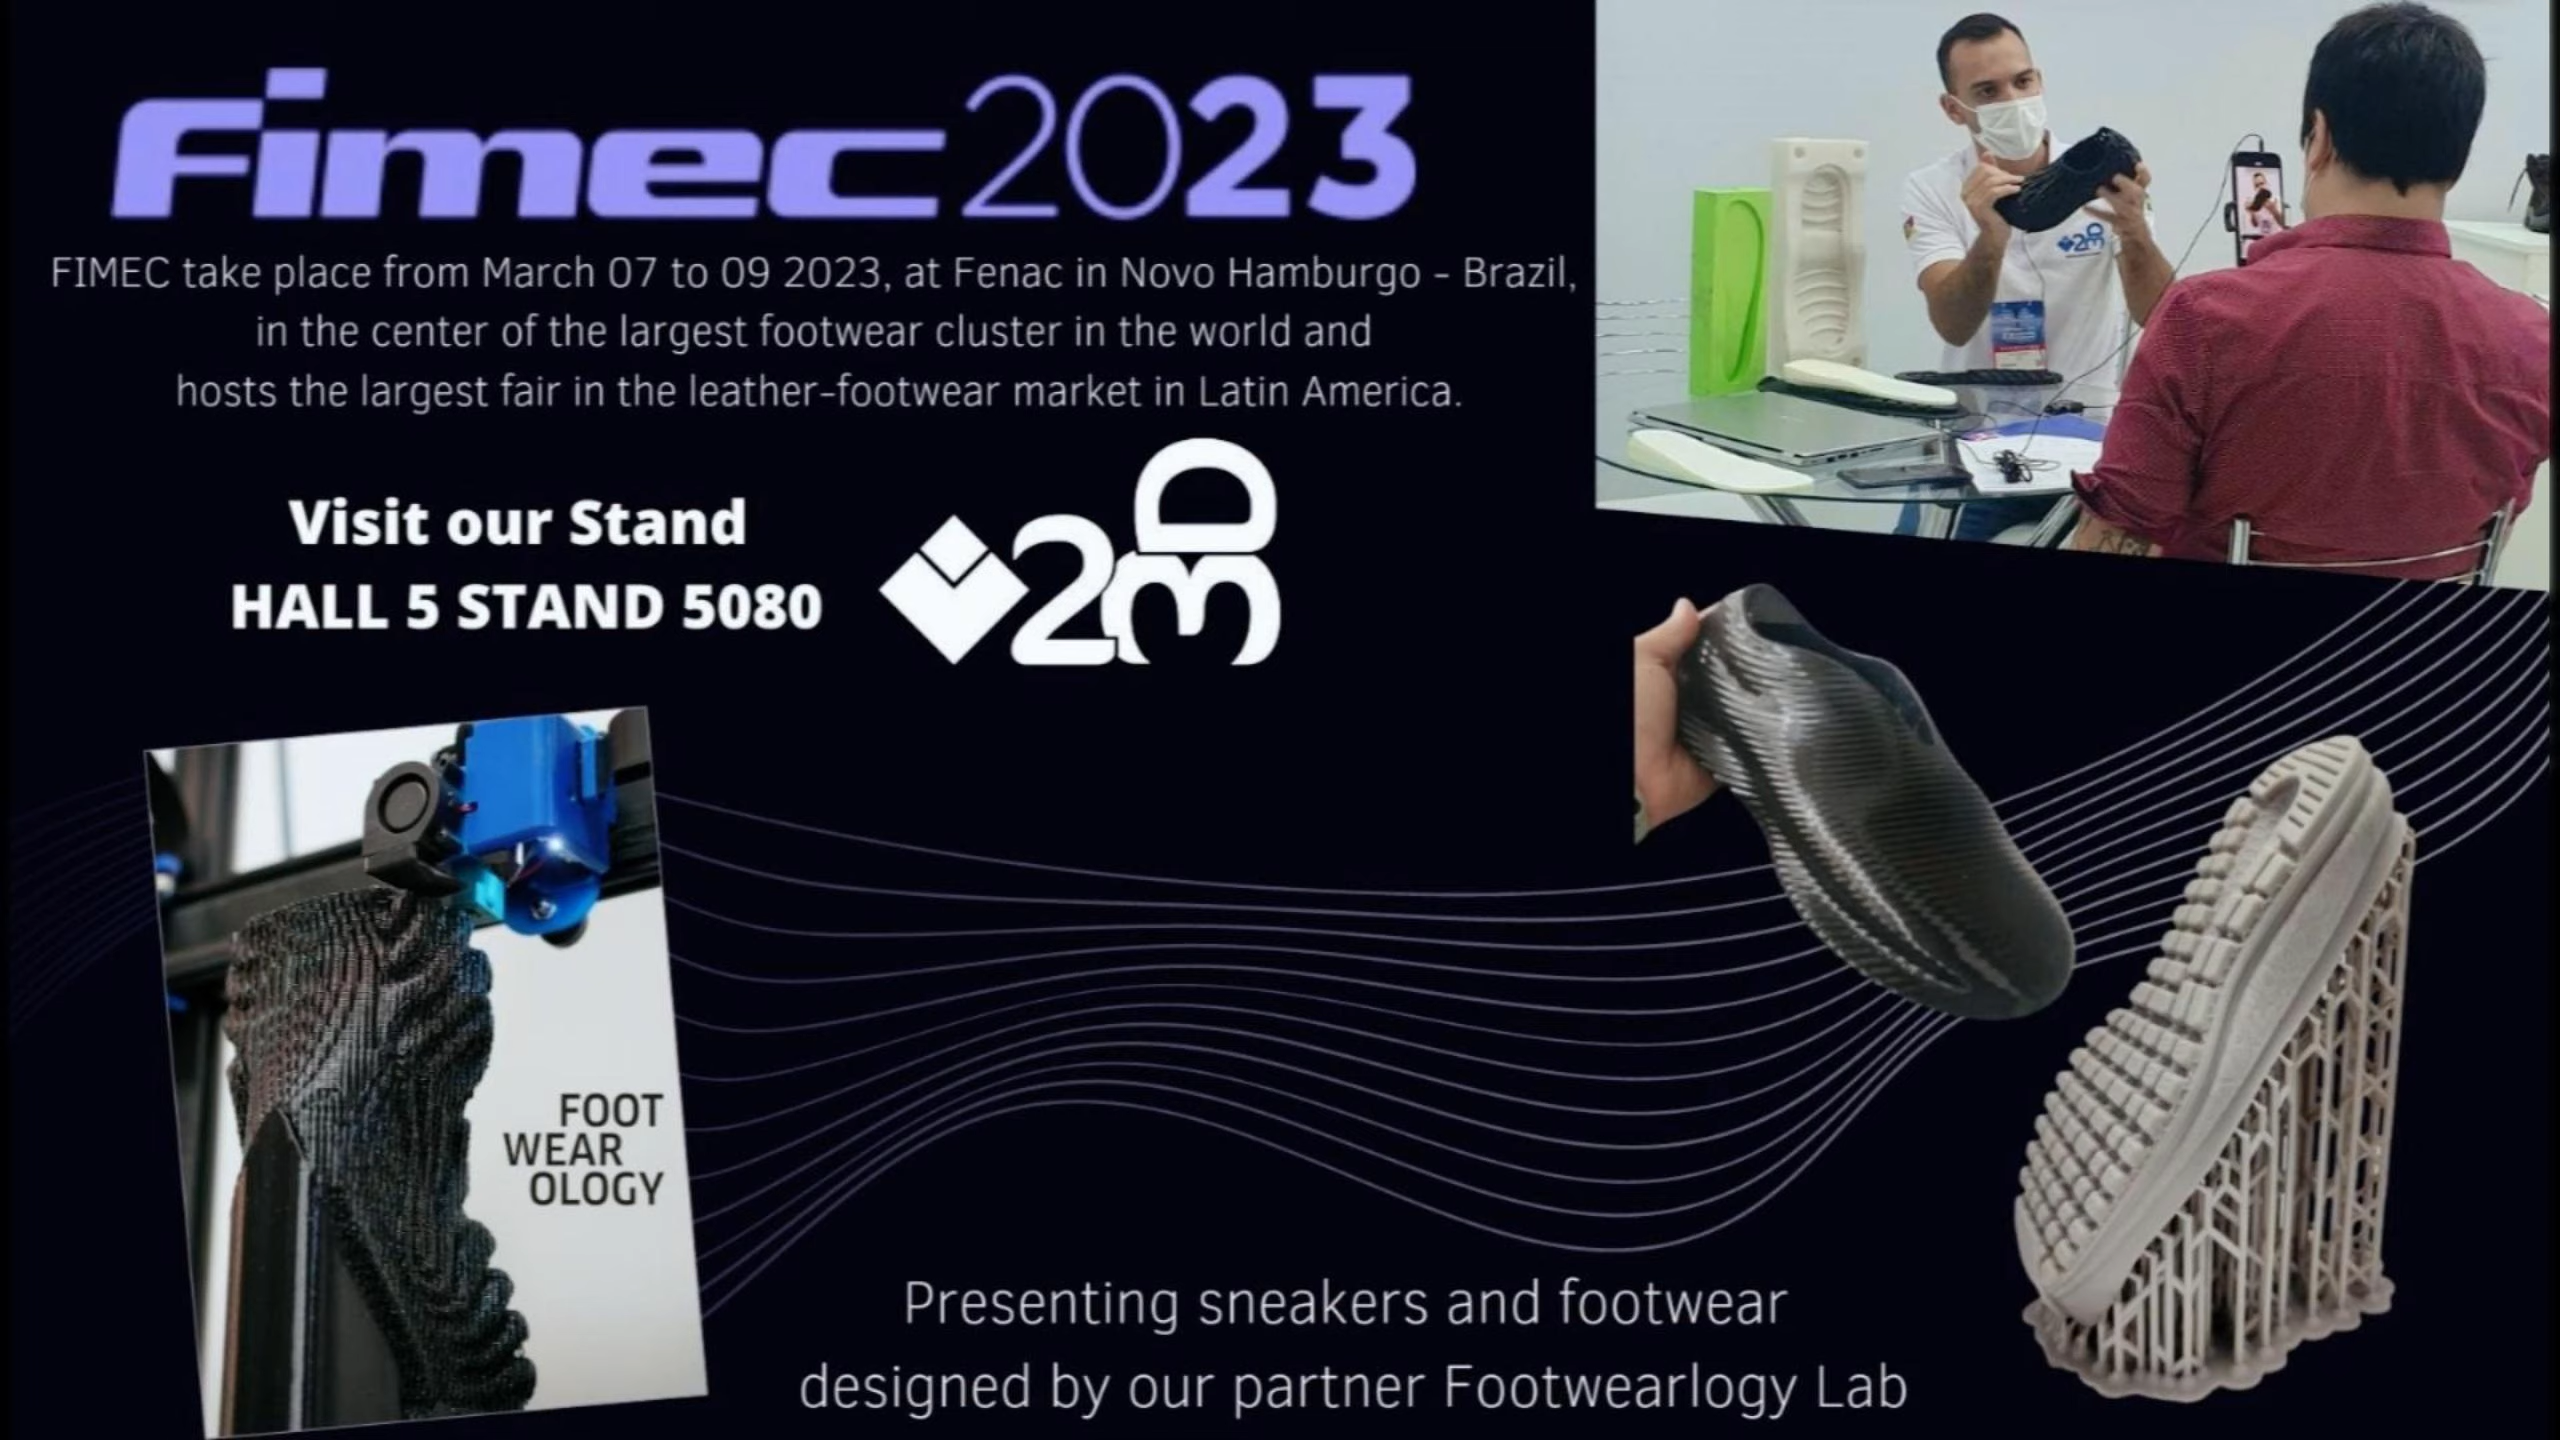 Fimec2023
FIMEC take place from March 07 to 09 2023, at Fenac in Novo Hamburgo - Brazil,
in the center of the largest footwear cluster in the world and
hosts the largest fair in the leather-footwear market in Latin America.
Visit our Stand
HALL 5 STAND 5080
23D
23D
FOOT
WEAR
OLOGY
Presenting sneakers and footwear
designed by our partner Footwearlogy Lab